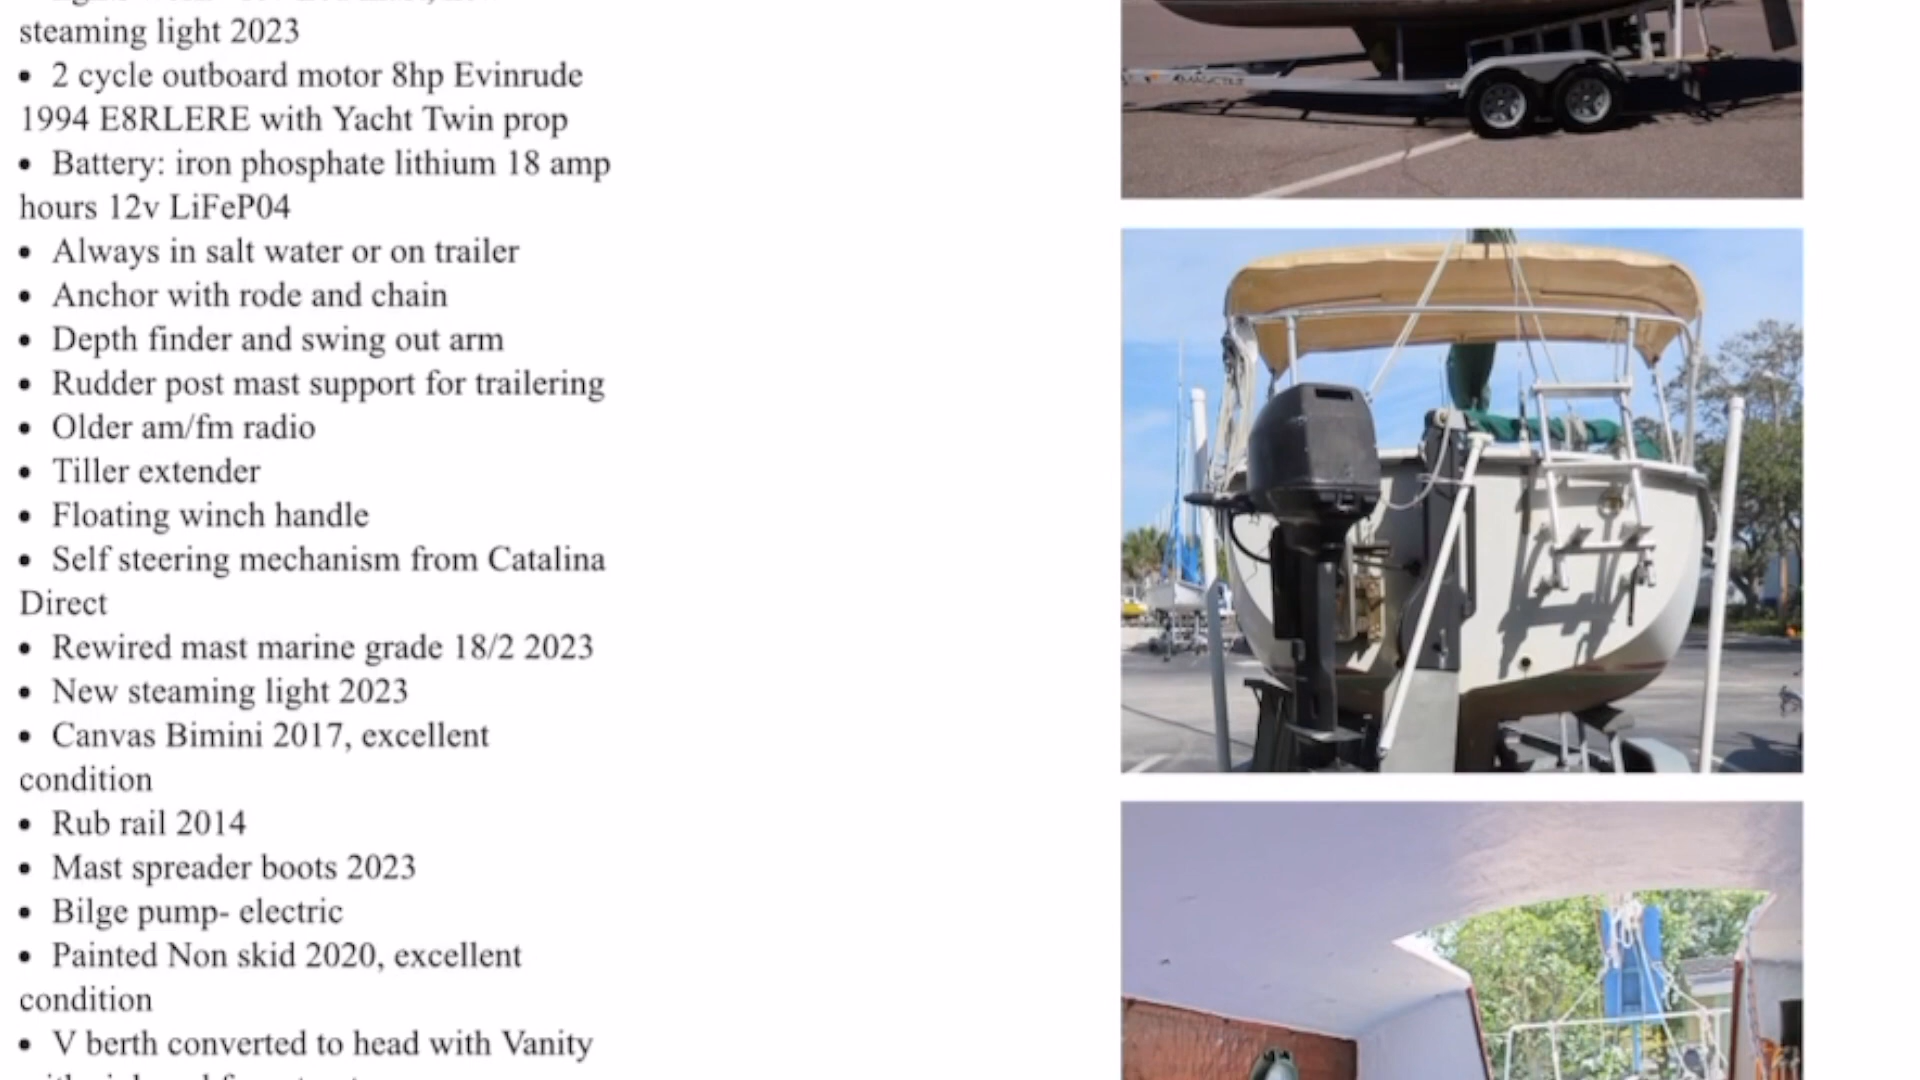 steaming light 2023
• 2 cycle outboard motor 8hp Evinrude
1994 E8RLERE with Yacht Twin prop
• Battery: iron phosphate lithium 18 amp
hours 12v LiFeP04
• Always in salt water or on trailer
• Anchor with rode and chain
• Depth finder and swing out arm
• Rudder post mast support for trailering
• Older am/fm radio
• Tiller extender
• Floating winch handle
• Self steering mechanism from Catalina
Direct
• Rewired mast marine grade 18/2 2023
• New steaming light 2023
• Canvas Bimini 2017, excellent
condition
• Rub rail 2014
• Mast spreader boots 2023
• Bilge pump- electric
• Painted Non skid 2020, excellent
condition
• V berth converted to head with Vanity